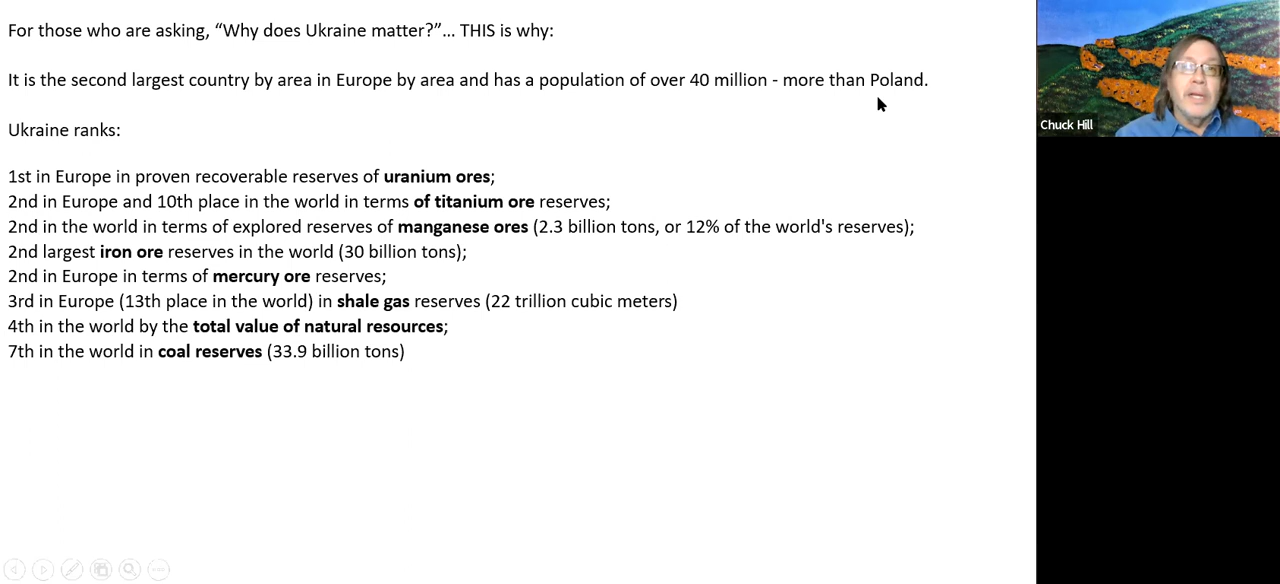 For those who are asking, “Why does Ukraine matter?”... THIS is why:
It is the second largest country by area in Europe by area and has a population of over 40 million - more than Poland.
Ukraine ranks:
1st in Europe in proven recoverable reserves of uranium ores;
2nd in Europe and 10th place in the world in terms of titanium ore reserves;
2nd in the world in terms of explored reserves of manganese ores (2.3 billion tons, or 12% of the world's reserves);
2nd largest iron ore reserves in the world (30 billion tons);
2nd in Europe in terms of mercury ore reserves;
3rd in Europe (13th place in the world) in shale gas reserves (22 trillion cubic meters)
4th in the world by the total value of natural resources;
7th in the world in coal reserves (33.9 billion tons)
Chuck Hill